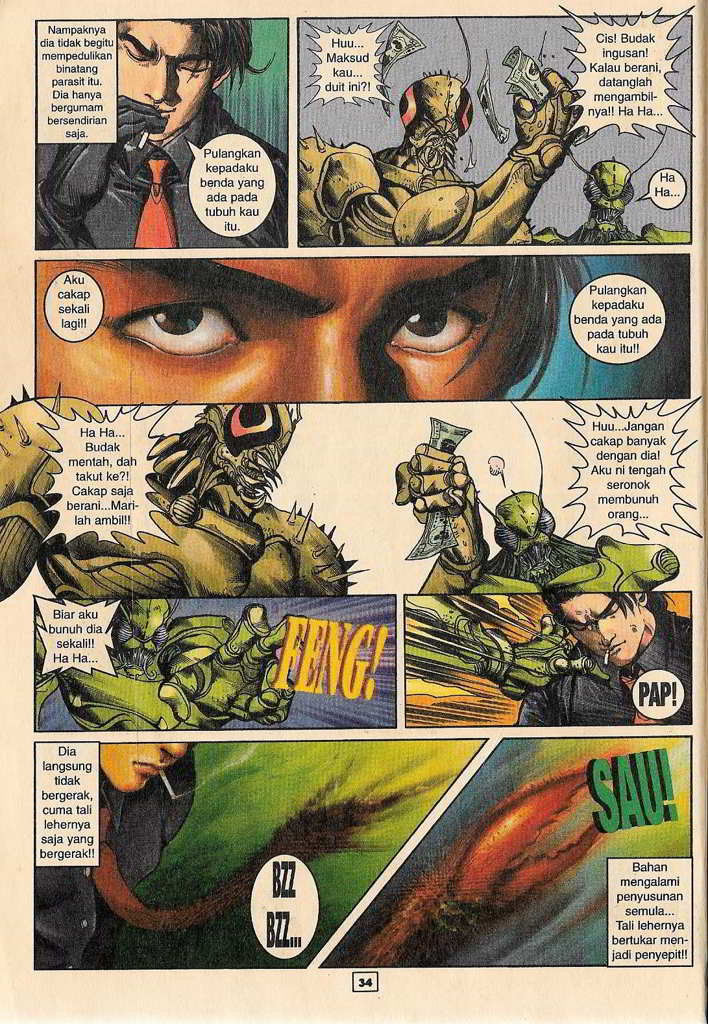 Nampaknya
dia tidak begitu
mempedulikan
binatang
parasit itu.
Dia hanya
bergumam
bersendirian
saja.
Pulangkan
kepadaku
benda yang
ada pada
tubuh kau
itu.
Huu...
Maksud
kau...
duit ini?!
Cis! Budak
ingusan!
Kalau berani,
datanglah
mengambil-
nya!! Ha Ha...
Ha
Ha...
Aku
cakap
sekali
lagi!!
Pulangkan
kepadaku
benda yang ada
pada tubuh
kau itu!!
Ha Ha...
Budak
mentah, dah
takut ke?!
Cakap saja
berani...Mari-
lah ambil!!
Huu...Jangan
cakap banyak
dengan dia!
Aku ni tengah
seronok
membunuh
orang...
Biar aku
bunuh dia
sekali!!
Ha Ha...
FENG!
PAP!
Dia
langsung
tidak
bergerak,
cuma tali
lehernya
saja yang
bergerak!!
BZZ
BZZ...
SAU!
Bahan
mengalami
penyusunan
semula...
Tali lehernya
bertukar men-
jadi penyepit!!
34